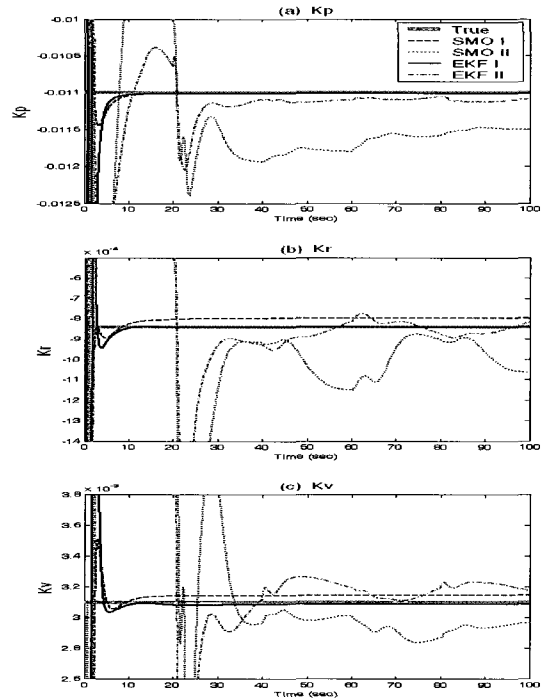 (a) Kp
-0.01
-0.0105
-0.011
-0.0115
-0.012
-0.0125
Kp
True
SMO I
SMO II
EKF I
EKF II
0 10 20 30 40 50 60 70 80 90 100
Time (sec)
(b) Kr
× 10⁻⁴
-6
-7
-8
-9
-10
-11
-12
-13
-14
Kr
0 10 20 30 40 50 60 70 80 90 100
Time (sec)
(c) Kv
× 10⁻³
3.8
3.6
3.4
3.2
3
2.8
2.6
Kv
0 10 20 30 40 50 60 70 80 90 100
Time (sec)